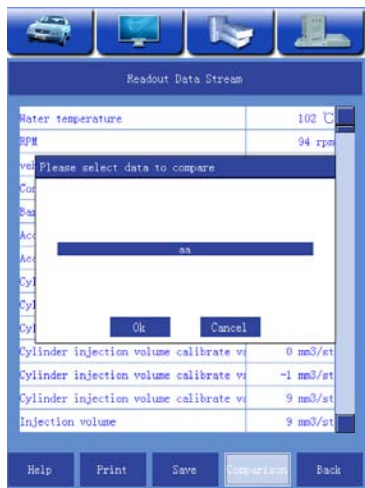 Readout Data Stream
Water temperature 102 ℃
RPM 94 rpm
Please select data to compare
aa
Ok Cancel
Cylinder injection volume calibrate va 0 mm3/st
Cylinder injection volume calibrate va -1 mm3/st
Cylinder injection volume calibrate va 9 mm3/st
Injection volume 9 mm3/st
Help Print Save Comparison Back